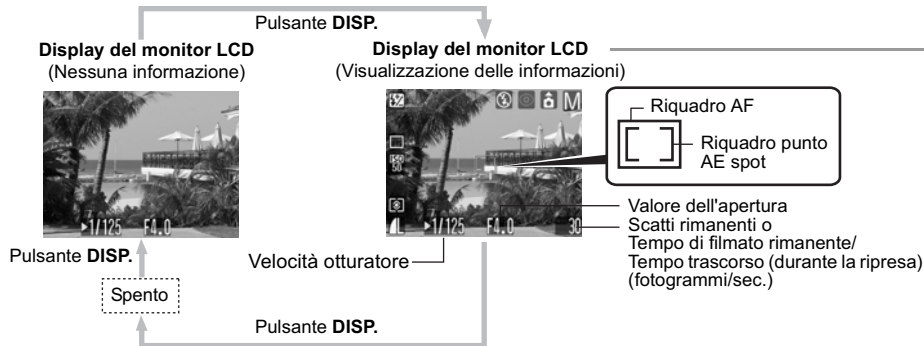 Pulsante DISP.
Display del monitor LCD
(Nessuna informazione)
Display del monitor LCD
(Visualizzazione delle informazioni)
M
ISO
50
L
▸1/125 F4.0
▸1/125 F4.0 30
Riquadro AF
Riquadro punto
AE spot
Valore dell'apertura
Scatti rimanenti o
Tempo di filmato rimanente/
Tempo trascorso (durante la ripresa)
(fotogrammi/sec.)
Velocità otturatore
Pulsante DISP.
Spento
Pulsante DISP.